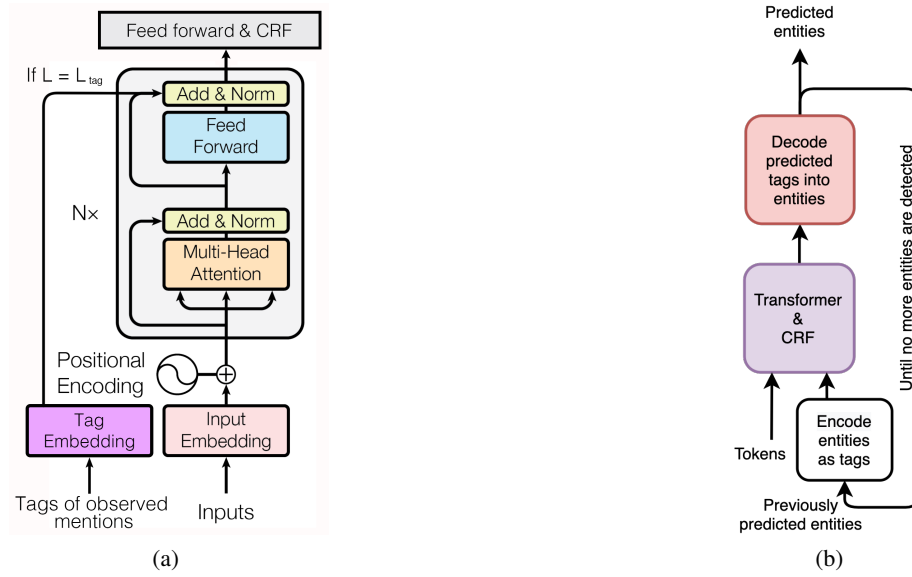 Feed forward & CRF
If L = L tag
Add & Norm
Feed
Forward
N×
Add & Norm
Multi-Head
Attention
Positional
Encoding
Tag
Embedding
Input
Embedding
Tags of observed
mentions
Inputs
(a)
Predicted
entities
Decode
predicted
tags into
entities
Until no more entities are detected
Transformer
&
CRF
Tokens
Encode
entities
as tags
Previously
predicted entities
(b)